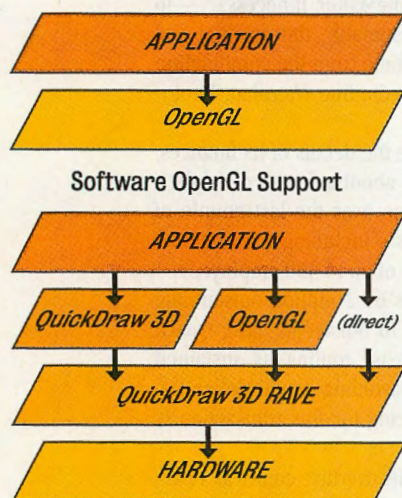 APPLICATION
OpenGL
Software OpenGL Support
APPLICATION
QuickDraw 3D OpenGL (direct)
QuickDraw 3D RAVE
HARDWARE